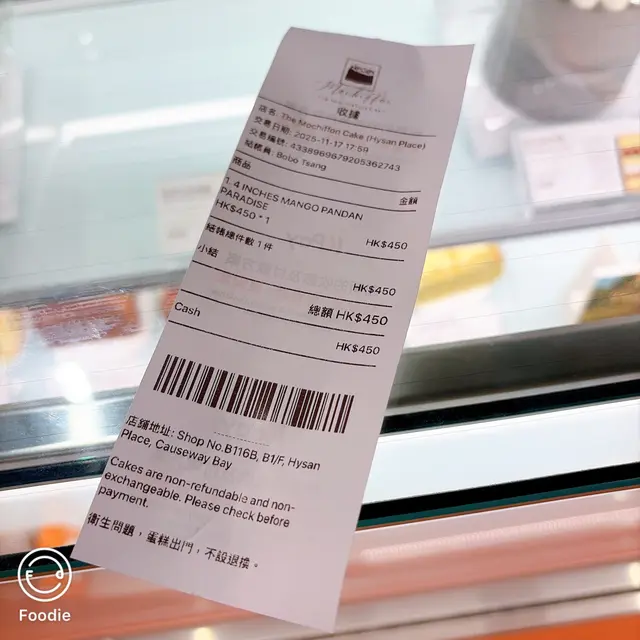 Mochiffon
收據
店名: The Mochiffon Cake (Hysan Place)
交易日期: 2025-11-17 17:59
交易編號: 4338969879205362743
結帳員: Bobo Tsang
商品 金額
1. 4 INCHES MANGO PANDAN
PARADISE
HK$450 * 1 HK$450
結帳總件數 1 件
小結 HK$450
總額 HK$450
Cash HK$450
店舖地址: Shop No.B116B, B1/F, Hysan
Place, Causeway Bay
Cakes are non-refundable and non-
exchangeable. Please check before
payment.
衛生問題，蛋糕出門，不設退換。
Foodie